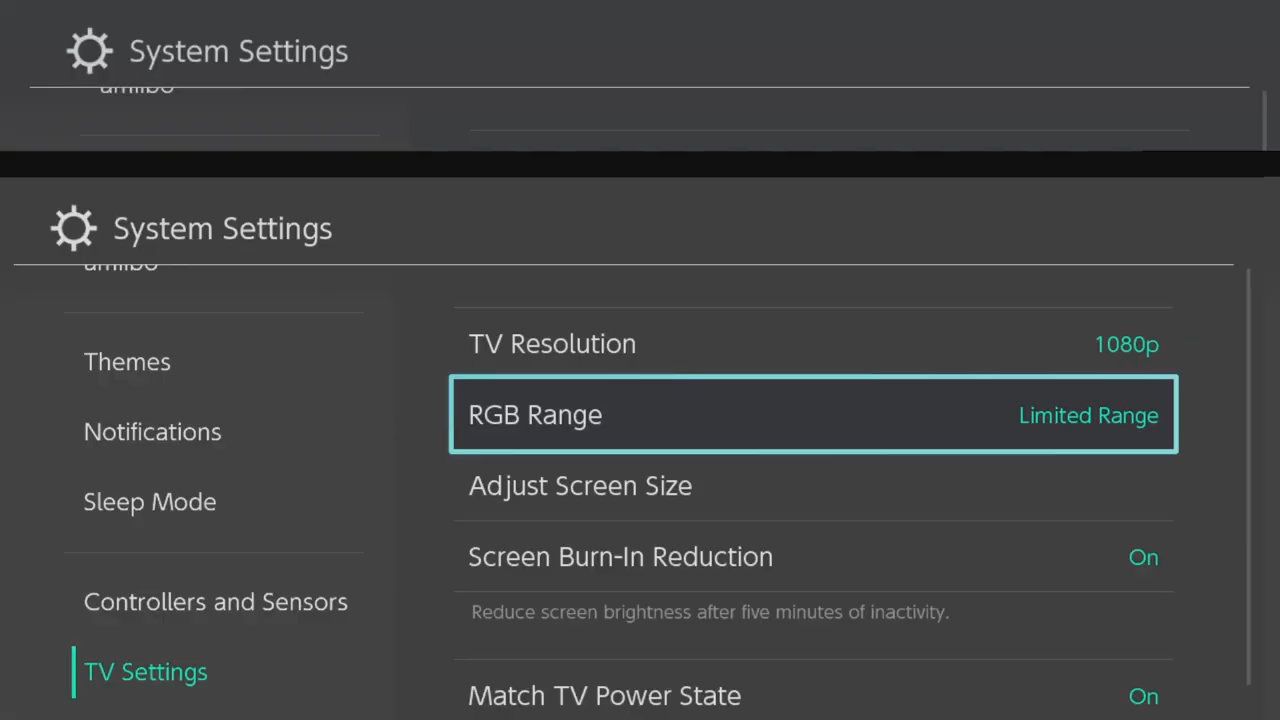 System Settings
amiibo
System Settings
amiibo
Themes
Notifications
Sleep Mode
Controllers and Sensors
TV Settings
TV Resolution 1080p
RGB Range Limited Range
Adjust Screen Size
Screen Burn-In Reduction On
Reduce screen brightness after five minutes of inactivity.
Match TV Power State On